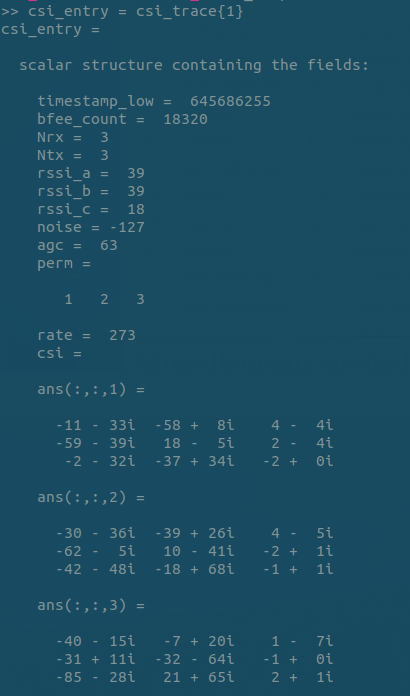 >> csi_entry = csi_trace{1}
csi_entry =
scalar structure containing the fields:
timestamp_low = 645686255
bfee_count = 18320
Nrx = 3
Ntx = 3
rssi_a = 39
rssi_b = 39
rssi_c = 18
noise = -127
agc = 63
perm =
1 2 3
rate = 273
csi =
ans(:,:,1) =
-11 - 33i -58 + 8i 4 - 4i
-59 - 39i 18 - 5i 2 - 4i
-2 - 32i -37 + 34i -2 + 0i
ans(:,:,2) =
-30 - 36i -39 + 26i 4 - 5i
-62 - 5i 10 - 41i -2 + 1i
-42 - 48i -18 + 68i -1 + 1i
ans(:,:,3) =
-40 - 15i -7 + 20i 1 - 7i
-31 + 11i -32 - 64i -1 + 0i
-85 - 28i 21 + 65i 2 + 1i